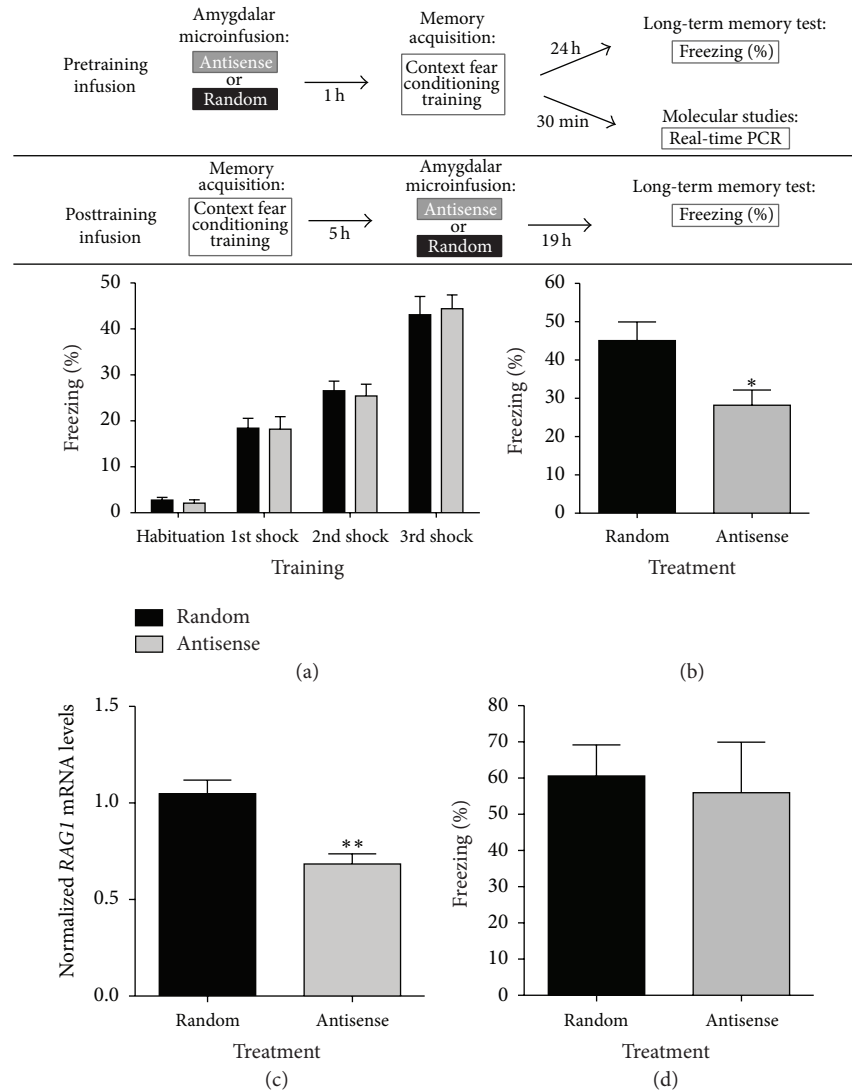 Amygdalar
microinfusion:
Memory
acquisition:
Long-term memory test:
Pretraining
infusion
Antisense
or
Random
1 h
Context fear
conditioning
training
24 h
Freezing (%)
30 min
Molecular studies:
Real-time PCR
Posttraining
infusion
Memory
acquisition:
Context fear
conditioning
training
5 h
Amygdalar
microinfusion:
Antisense
or
Random
19 h
Long-term memory test:
Freezing (%)
50
40
30
20
10
0
Freezing (%)
Habituation 1st shock 2nd shock 3rd shock
Training
Random
Antisense
(a)
60
50
40
30
20
10
0
Freezing (%)
*
Random Antisense
Treatment
(b)
1.5
1.0
0.5
0.0
Normalized RAG1 mRNA levels
**
Random Antisense
Treatment
(c)
80
70
60
50
40
30
20
10
0
Freezing (%)
Random Antisense
Treatment
(d)